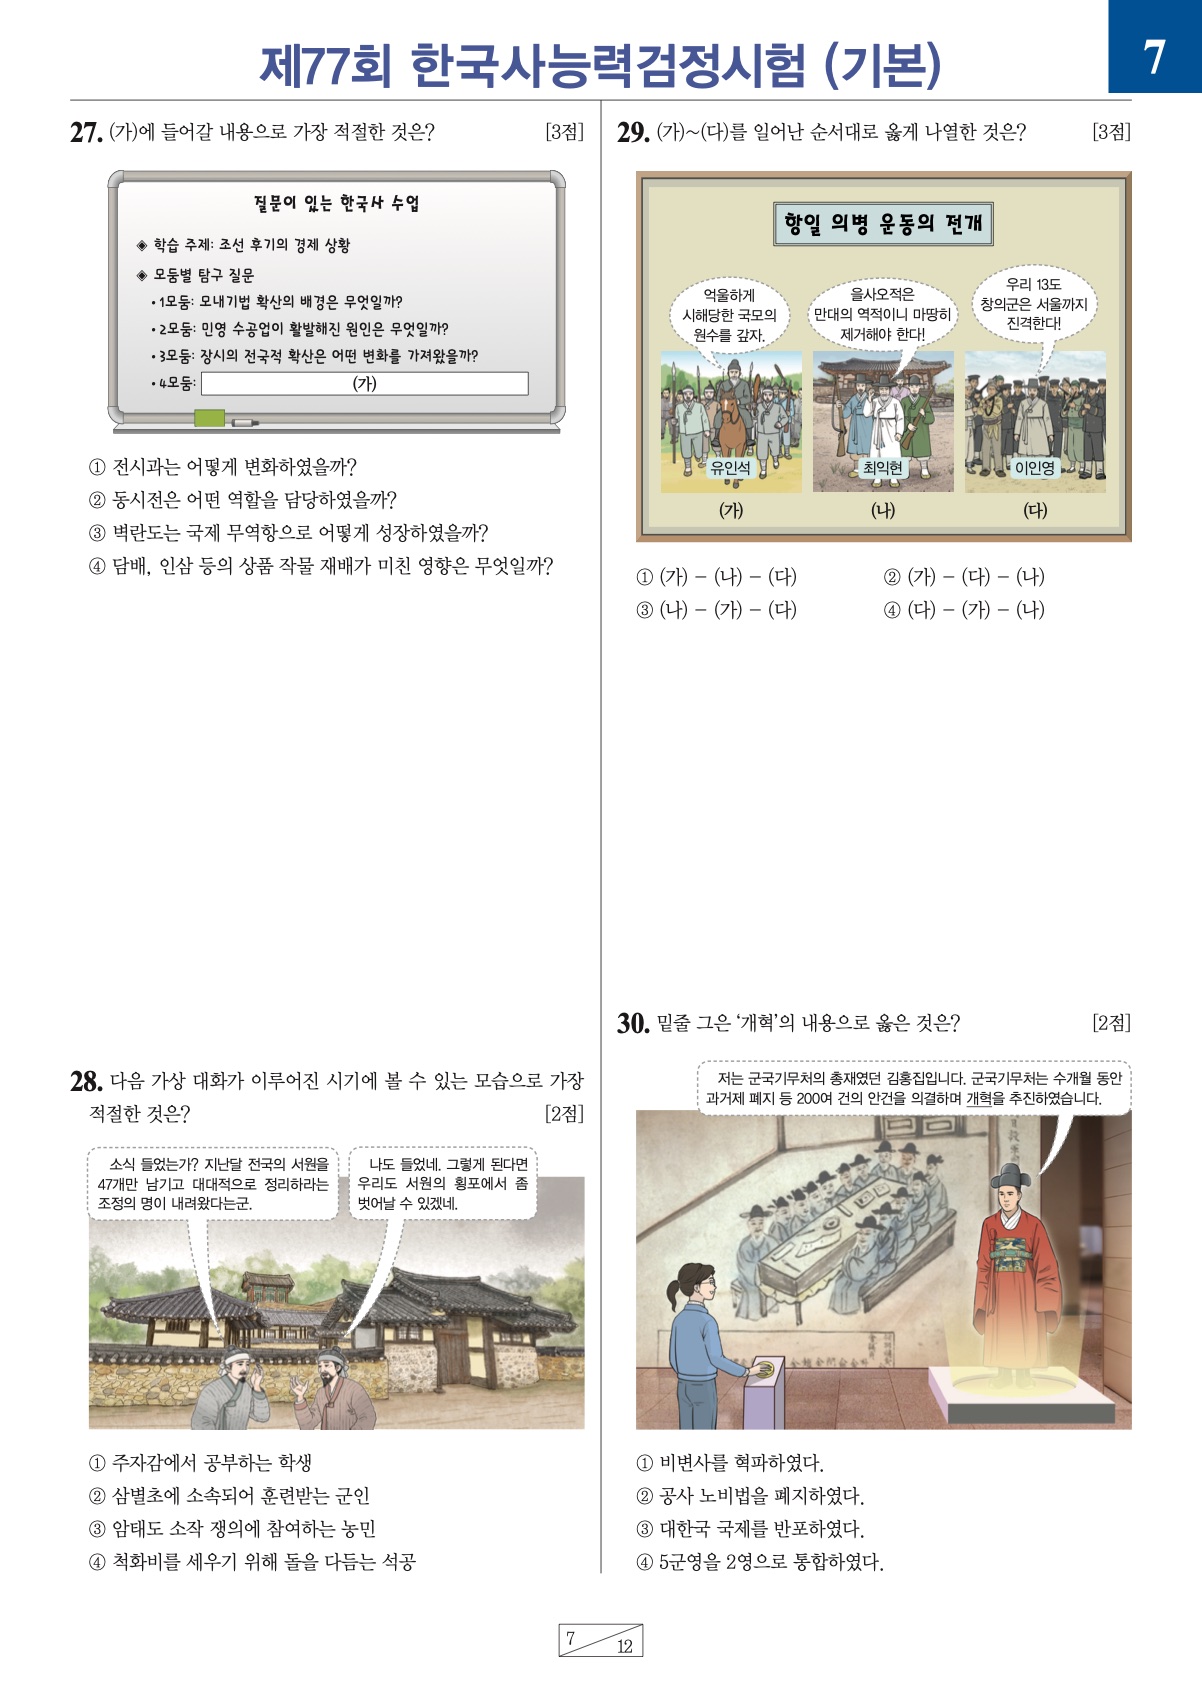 제77회 한국사능력검정시험 (기본)
7
27. (가)에 들어갈 내용으로 가장 적절한 것은? [3점]
질문이 있는 한국사 수업
◈ 학습 주제: 조선 후기의 경제 상황
◈ 모둠별 탐구 질문
• 1모둠: 모내기법 확산의 배경은 무엇일까?
• 2모둠: 민영 수공업이 활발해진 원인은 무엇일까?
• 3모둠: 장시의 전국적 확산은 어떤 변화를 가져왔을까?
• 4모둠: (가)
① 전시과는 어떻게 변화하였을까?
② 동시전은 어떤 역할을 담당하였을까?
③ 벽란도는 국제 무역항으로 어떻게 성장하였을까?
④ 담배, 인삼 등의 상품 작물 재배가 미친 영향은 무엇일까?
28. 다음 가상 대화가 이루어진 시기에 볼 수 있는 모습으로 가장
적절한 것은? [2점]
소식 들었는가? 지난달 전국의 서원을
47개만 남기고 대대적으로 정리하라는
조정의 명이 내려왔다는군.
나도 들었네. 그렇게 된다면
우리도 서원의 횡포에서 좀
벗어날 수 있겠네.
① 주자감에서 공부하는 학생
② 삼별초에 소속되어 훈련받는 군인
③ 암태도 소작 쟁의에 참여하는 농민
④ 척화비를 세우기 위해 돌을 다듬는 석공
29. (가)~(다)를 일어난 순서대로 옳게 나열한 것은? [3점]
항일 의병 운동의 전개
억울하게
시해당한 국모의
원수를 갚자.
을사오적은
만대의 역적이니 마땅히
제거해야 한다!
우리 13도
창의군은 서울까지
진격한다!
유인석
최익현
이인영
(가)
(나)
(다)
① (가) - (나) - (다) ② (가) - (다) - (나)
③ (나) - (가) - (다) ④ (다) - (가) - (나)
30. 밑줄 그은 ‘개혁’의 내용으로 옳은 것은? [2점]
저는 군국기무처의 총재였던 김홍집입니다. 군국기무처는 수개월 동안
과거제 폐지 등 200여 건의 안건을 의결하며 개혁을 추진하였습니다.
① 비변사를 혁파하였다.
② 공사 노비법을 폐지하였다.
③ 대한국 국제를 반포하였다.
④ 5군영을 2영으로 통합하였다.
7
12